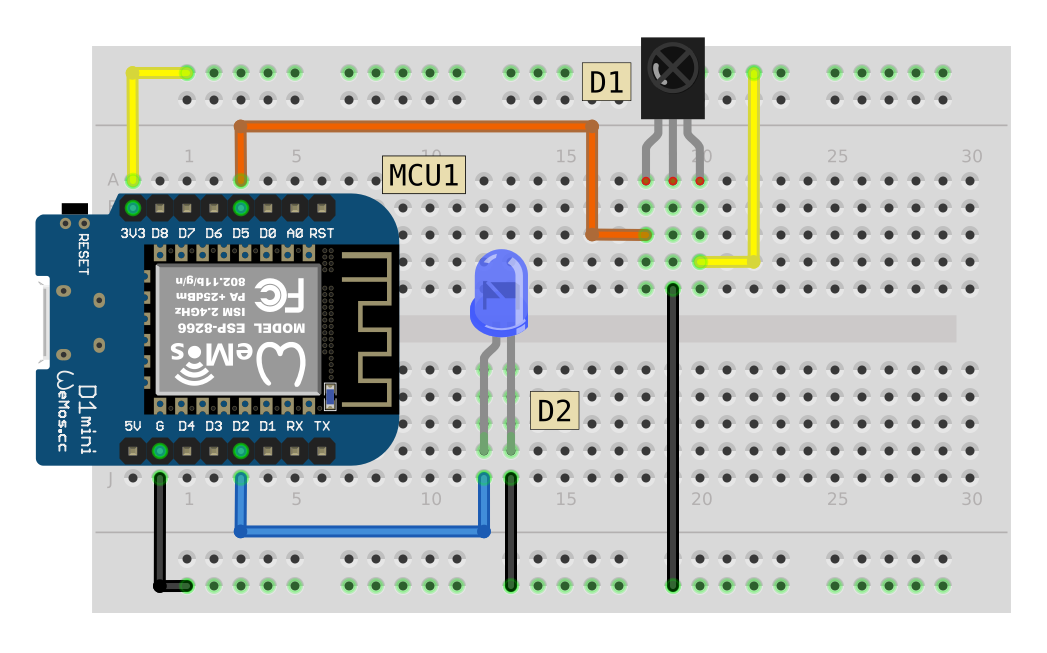 D1
MCU1
1 5 15 20 25 30
A
3V3 D8 D7 D6 D5 D0 A0 RST
RESET
802.11b/g/n
PA +25dBm
ISM 2.4GHz
ESP-8266
MODEL
FC
WeMos
D1 mini
WeMos.cc
D2
5V G D4 D3 D2 D1 RX TX
J
1 5 10 15 20 25 30